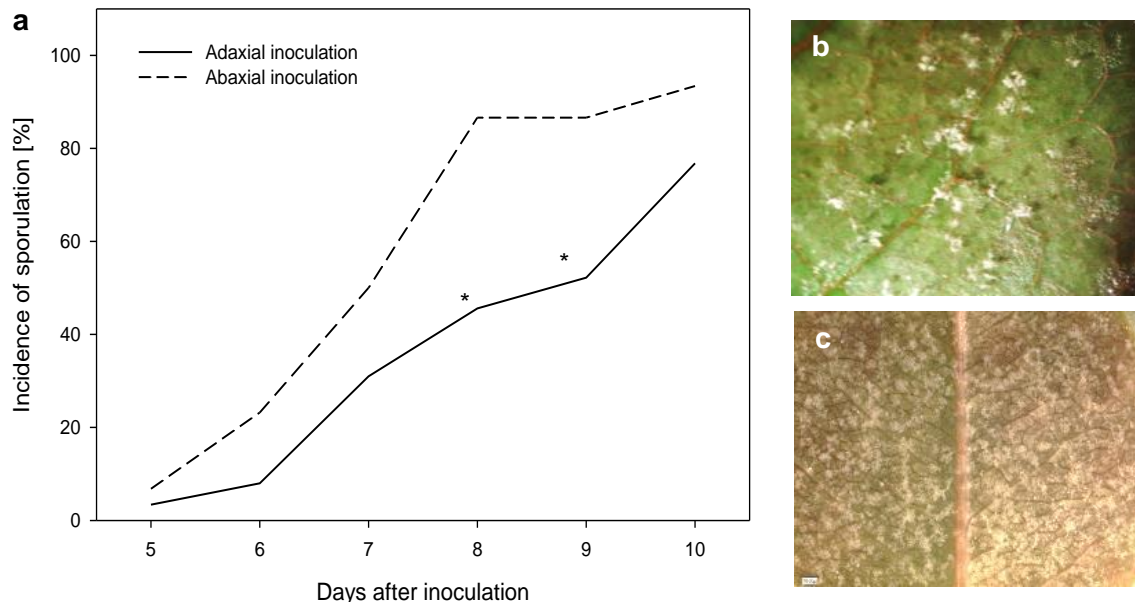 a
100
80
60
40
20
0
Incidence of sporulation [%]
Adaxial inoculation
Abaxial inoculation
*
*
5 6 7 8 9 10
Days after inoculation
b
c